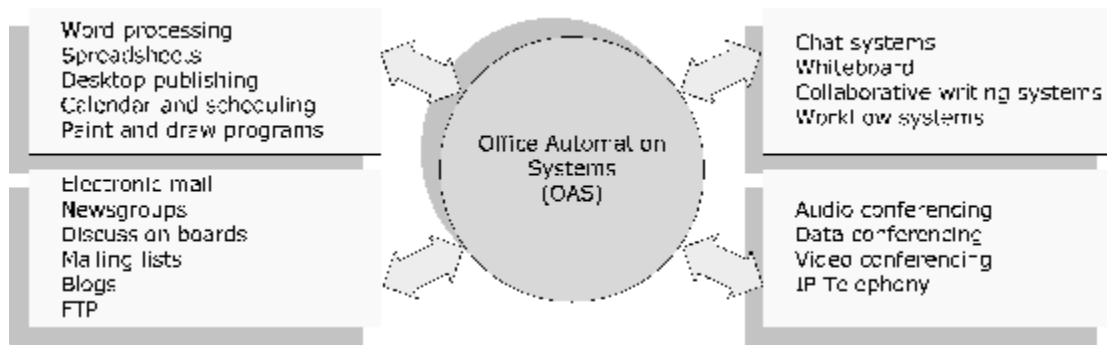 Word processing
Spreadsheets
Desktop publishing
Calendar and scheduling
Paint and draw programs
Electronic mail
Newsgroups
Discussion boards
Mailing lists
Blogs
FTP
Office Automation
Systems
(OAS)
Chat systems
Whiteboard
Collaborative writing systems
Workflow systems
Audio conferencing
Data conferencing
Video conferencing
IP Telephony